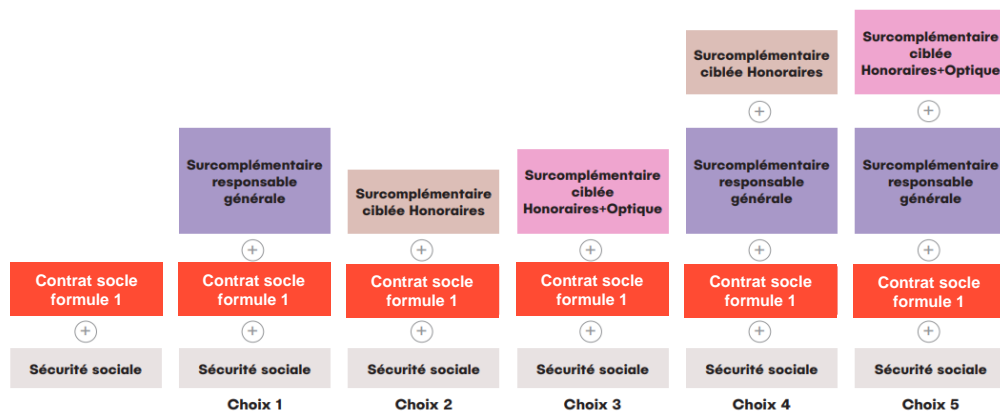 Surcomplémentaire
ciblée Honoraires
Surcomplémentaire
ciblée
Honoraires+Optique
+
+
Surcomplémentaire
responsable
générale
Surcomplémentaire
ciblée Honoraires
Surcomplémentaire
ciblée
Honoraires+Optique
Surcomplémentaire
responsable
générale
Surcomplémentaire
responsable
générale
+
+
+
+
+
Contrat socle
formule 1
Contrat socle
formule 1
Contrat socle
formule 1
Contrat socle
formule 1
Contrat socle
formule 1
Contrat socle
formule 1
+
+
+
+
+
+
Sécurité sociale
Sécurité sociale
Sécurité sociale
Sécurité sociale
Sécurité sociale
Sécurité sociale
Choix 1
Choix 2
Choix 3
Choix 4
Choix 5